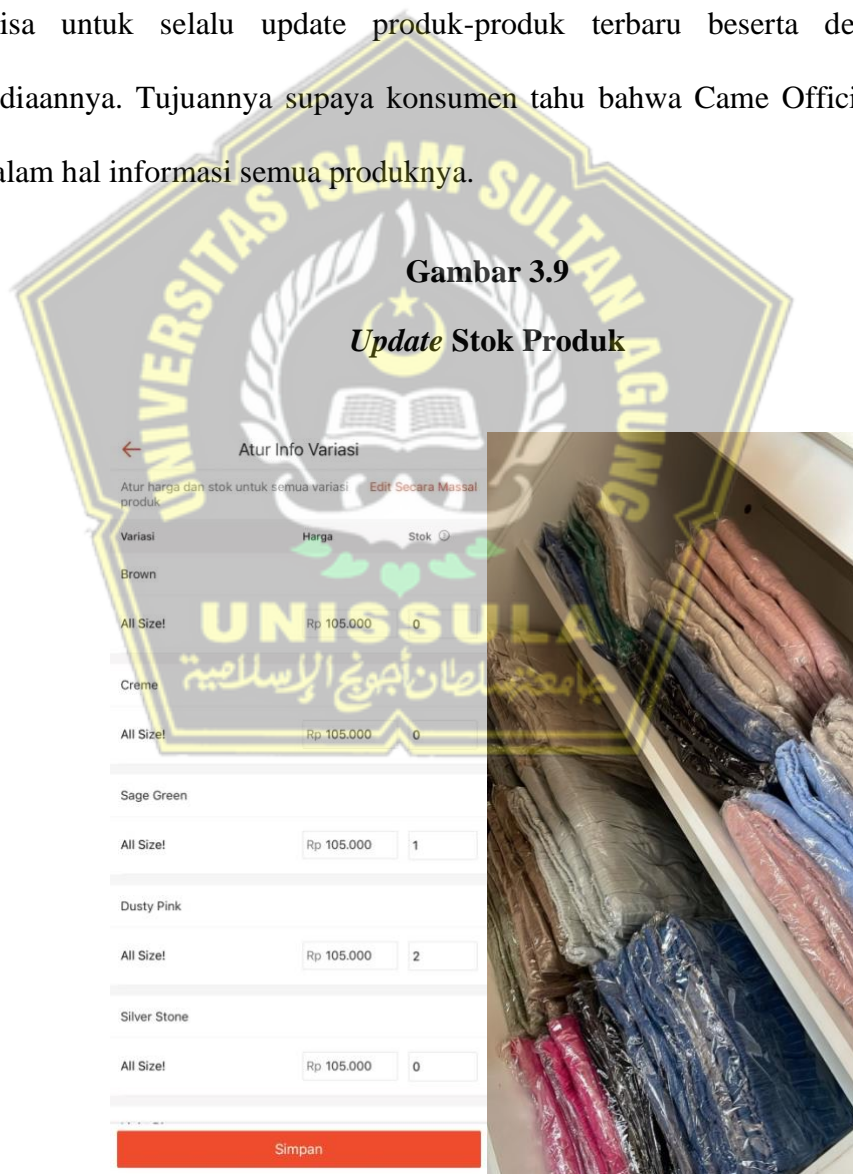 isa untuk selalu update produk-produk terbaru beserta de
diaannya. Tujuannya supaya konsumen tahu bahwa Came Offici
alam hal informasi semua produknya.
Gambar 3.9
Update Stok Produk
UNIVERSITAS ISLAM SULTAN AGUNG
Atur Info Variasi
Atur harga dan stok untuk semua variasi produk
Edit Secara Massal
Variasi Harga Stok
Brown
All Size! Rp 105.000 0
UNISSULA
جامعة سلطان أجونج الإسلامية
Creme
All Size! Rp 105.000 0
Sage Green
All Size! Rp 105.000 1
Dusty Pink
All Size! Rp 105.000 2
Silver Stone
All Size! Rp 105.000 0
Simpan